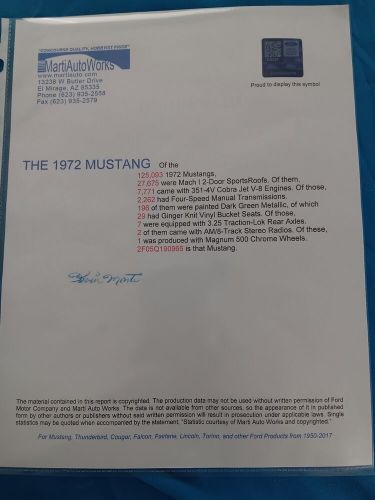 "CONCOURS QUALITY, HOBBYIST PRICE"
MartiAutoWorks
www.martiauto.com
13238 W Butler Drive
El Mirage, AZ 85335
Phone (623) 935-2558
Fax (623) 935-2579
Proud to display this symbol
THE 1972 MUSTANG Of the
125,093 1972 Mustangs,
27,675 were Mach I 2-Door SportsRoofs. Of them,
7,771 came with 351-4V Cobra Jet V-8 Engines. Of those,
2,262 had Four-Speed Manual Transmissions.
196 of them were painted Dark Green Metallic, of which
29 had Ginger Knit Vinyl Bucket Seats. Of those,
7 were equipped with 3.25 Traction-Lok Rear Axles.
2 of them came with AM/8-Track Stereo Radios. Of these,
1 was produced with Magnum 500 Chrome Wheels.
2F05Q190965 is that Mustang.
Kevin Marti
The material contained in this report is copyrighted. The production data may not be used without written permission of Ford
Motor Company and Marti Auto Works. The data is not available from other sources, so the appearance of it in published
form by other authors or publishers without said written permission will result in prosecution under applicable laws. Single
statistics may be quoted when accompanied by the statement, "Statistic courtesy of Marti Auto Works and copyrighted."
For Mustang, Thunderbird, Cougar, Falcon, Fairlane, Lincoln, Torino, and other Ford Products from 1950-2017